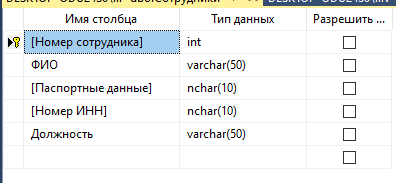 Имя столбца Тип данных Разрешить ...
[Номер сотрудника] int
ФИО varchar(50)
[Паспортные данные] nchar(10)
[Номер ИНН] nchar(10)
Должность varchar(50)